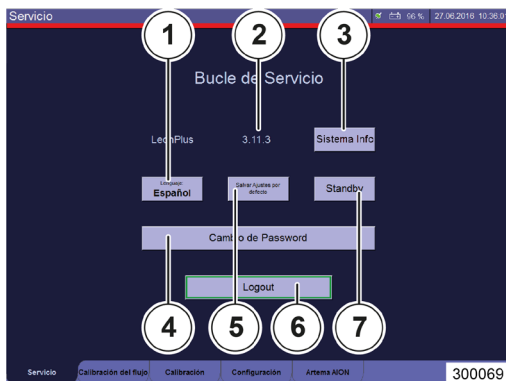 Servicio 96 % 27.06.2016 10:36:01
1 2 3
Bucle de Servicio
LeonPlus 3.11.3 Sistema Info
Lenguaje:
Español
Salvar Ajustes por
defecto
Standby
Cambio de Password
Logout
4 5 6 7
Servicio Calibración del flujo Calibración Configuración Artema AION
300069